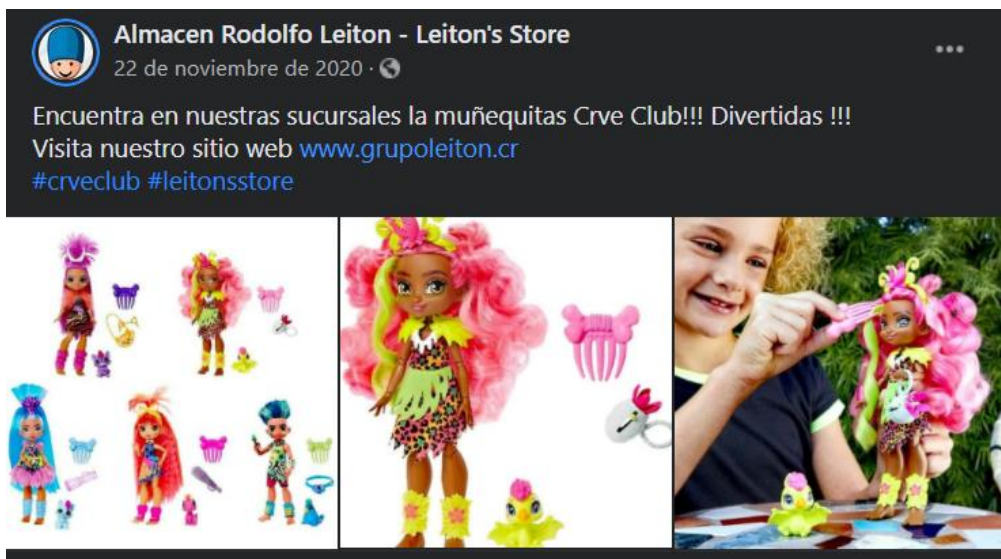 Almacen Rodolfo Leiton - Leiton's Store
22 de noviembre de 2020 ·
Encuentra en nuestras sucursales la muñequitas Crve Club!!! Divertidas !!!
Visita nuestro sitio web www.grupoleiton.cr
#crveclub #leitonsstore